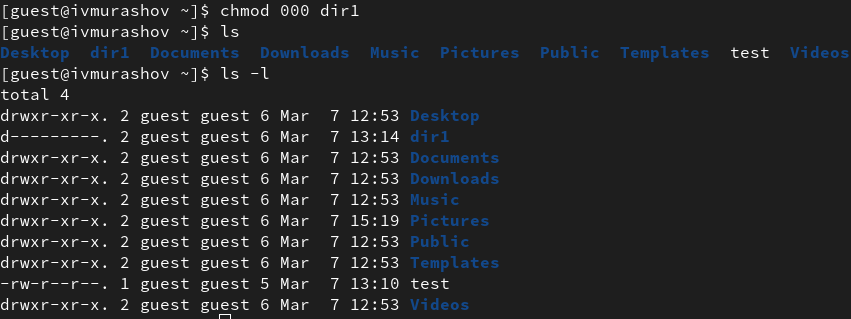 [guest@ivmurashov ~]$ chmod 000 dir1
[guest@ivmurashov ~]$ ls
Desktop  dir1  Documents  Downloads  Music  Pictures  Public  Templates  test  Videos
[guest@ivmurashov ~]$ ls -l
total 4
drwxr-xr-x. 2 guest guest 6 Mar  7 12:53 Desktop
d---------. 2 guest guest 6 Mar  7 13:14 dir1
drwxr-xr-x. 2 guest guest 6 Mar  7 12:53 Documents
drwxr-xr-x. 2 guest guest 6 Mar  7 12:53 Downloads
drwxr-xr-x. 2 guest guest 6 Mar  7 12:53 Music
drwxr-xr-x. 2 guest guest 6 Mar  7 15:19 Pictures
drwxr-xr-x. 2 guest guest 6 Mar  7 12:53 Public
drwxr-xr-x. 2 guest guest 6 Mar  7 12:53 Templates
-rw-r--r--. 1 guest guest 5 Mar  7 13:10 test
drwxr-xr-x. 2 guest guest 6 Mar  7 12:53 Videos